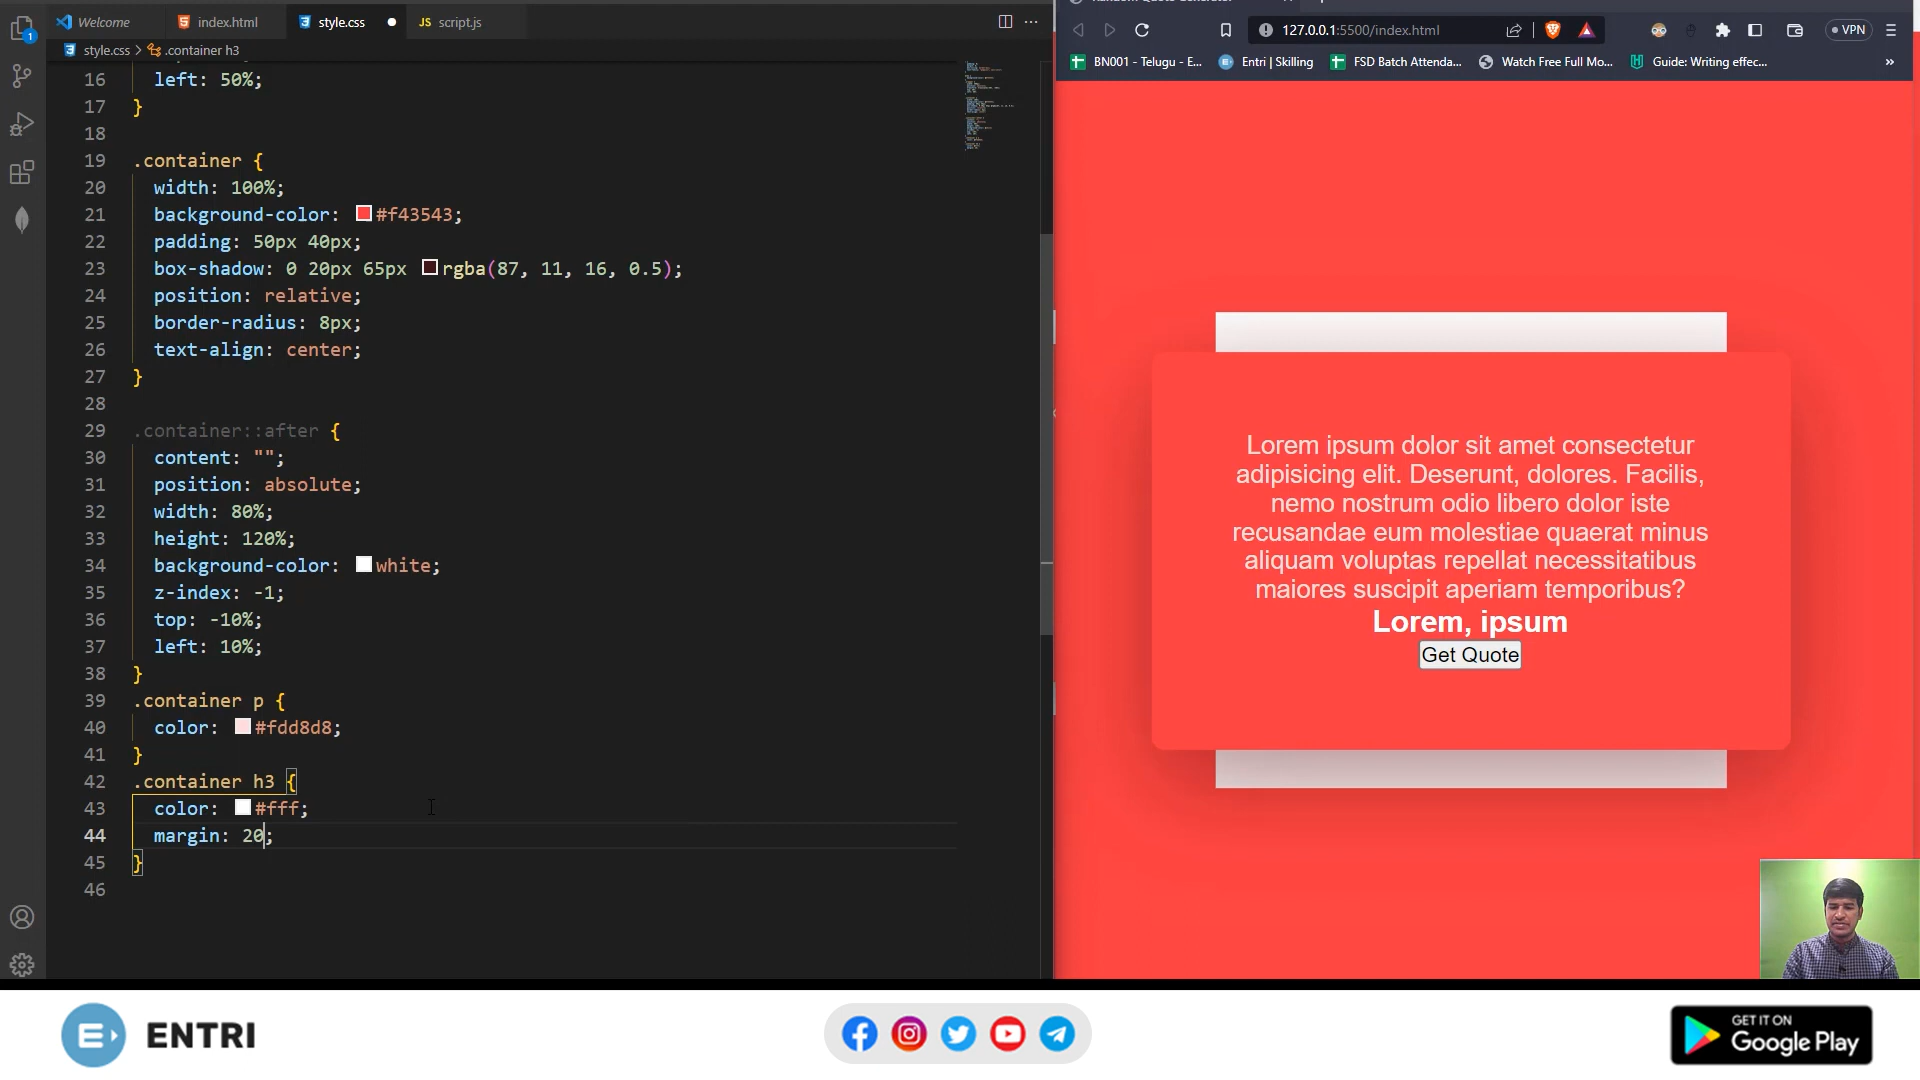 Welcome
index.html
style.css
JS script.js
style.css > .container h3
16 left: 50%;
17 }
18
19 .container {
20 width: 100%;
21 background-color: #f43543;
22 padding: 50px 40px;
23 box-shadow: 0 20px 65px rgba(87, 11, 16, 0.5);
24 position: relative;
25 border-radius: 8px;
26 text-align: center;
27 }
28
29 .container::after {
30 content: "";
31 position: absolute;
32 width: 80%;
33 height: 120%;
34 background-color: white;
35 z-index: -1;
36 top: -10%;
37 left: 10%;
38 }
39 .container p {
40 color: #fdd8d8;
41 }
42 .container h3 {
43 color: #fff;
44 margin: 20;
45 }
46
1
127.0.0.1:5500/index.html
VPN
BN001 - Telugu - E...
Entri | Skilling
FSD Batch Attenda...
Watch Free Full Mo...
Guide: Writing effec...
»
Lorem ipsum dolor sit amet consectetur
adipisicing elit. Deserunt, dolores. Facilis,
nemo nostrum odio libero dolor iste
recusandae eum molestiae quaerat minus
aliquam voluptas repellat necessitatibus
maiores suscipit aperiam temporibus?
Lorem, ipsum
Get Quote
E ENTRI
GET IT ON
Google Play